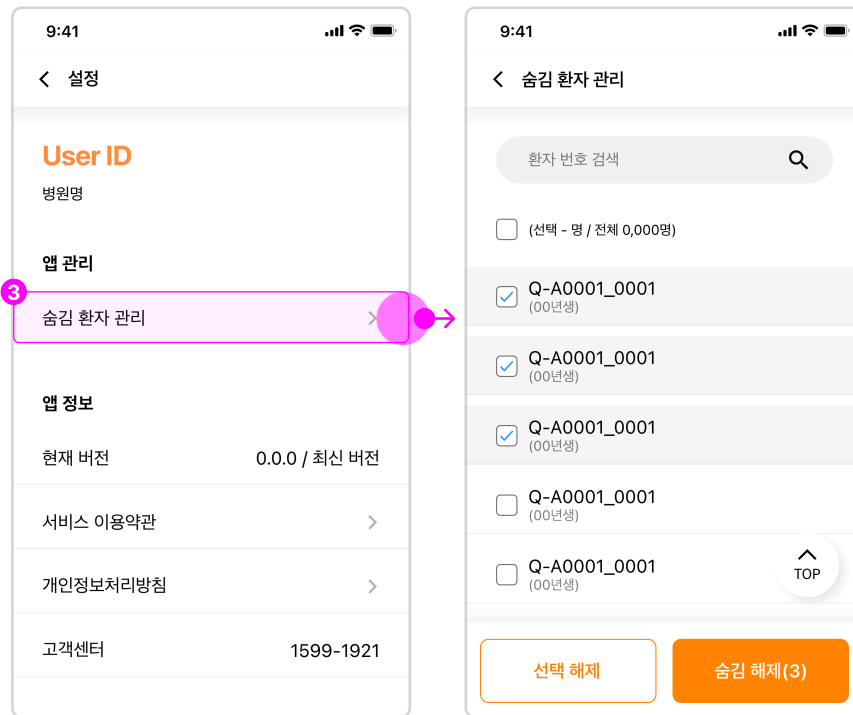 9:41
설정
User ID
병원명
앱 관리
3
숨김 환자 관리
앱 정보
현재 버전 0.0.0 / 최신 버전
서비스 이용약관
개인정보처리방침
고객센터 1599-1921
9:41
숨김 환자 관리
환자 번호 검색
(선택 - 명 / 전체 0,000명)
Q-A0001_0001
(00년생)
Q-A0001_0001
(00년생)
Q-A0001_0001
(00년생)
Q-A0001_0001
(00년생)
Q-A0001_0001
(00년생)
TOP
선택 해제 숨김 해제(3)